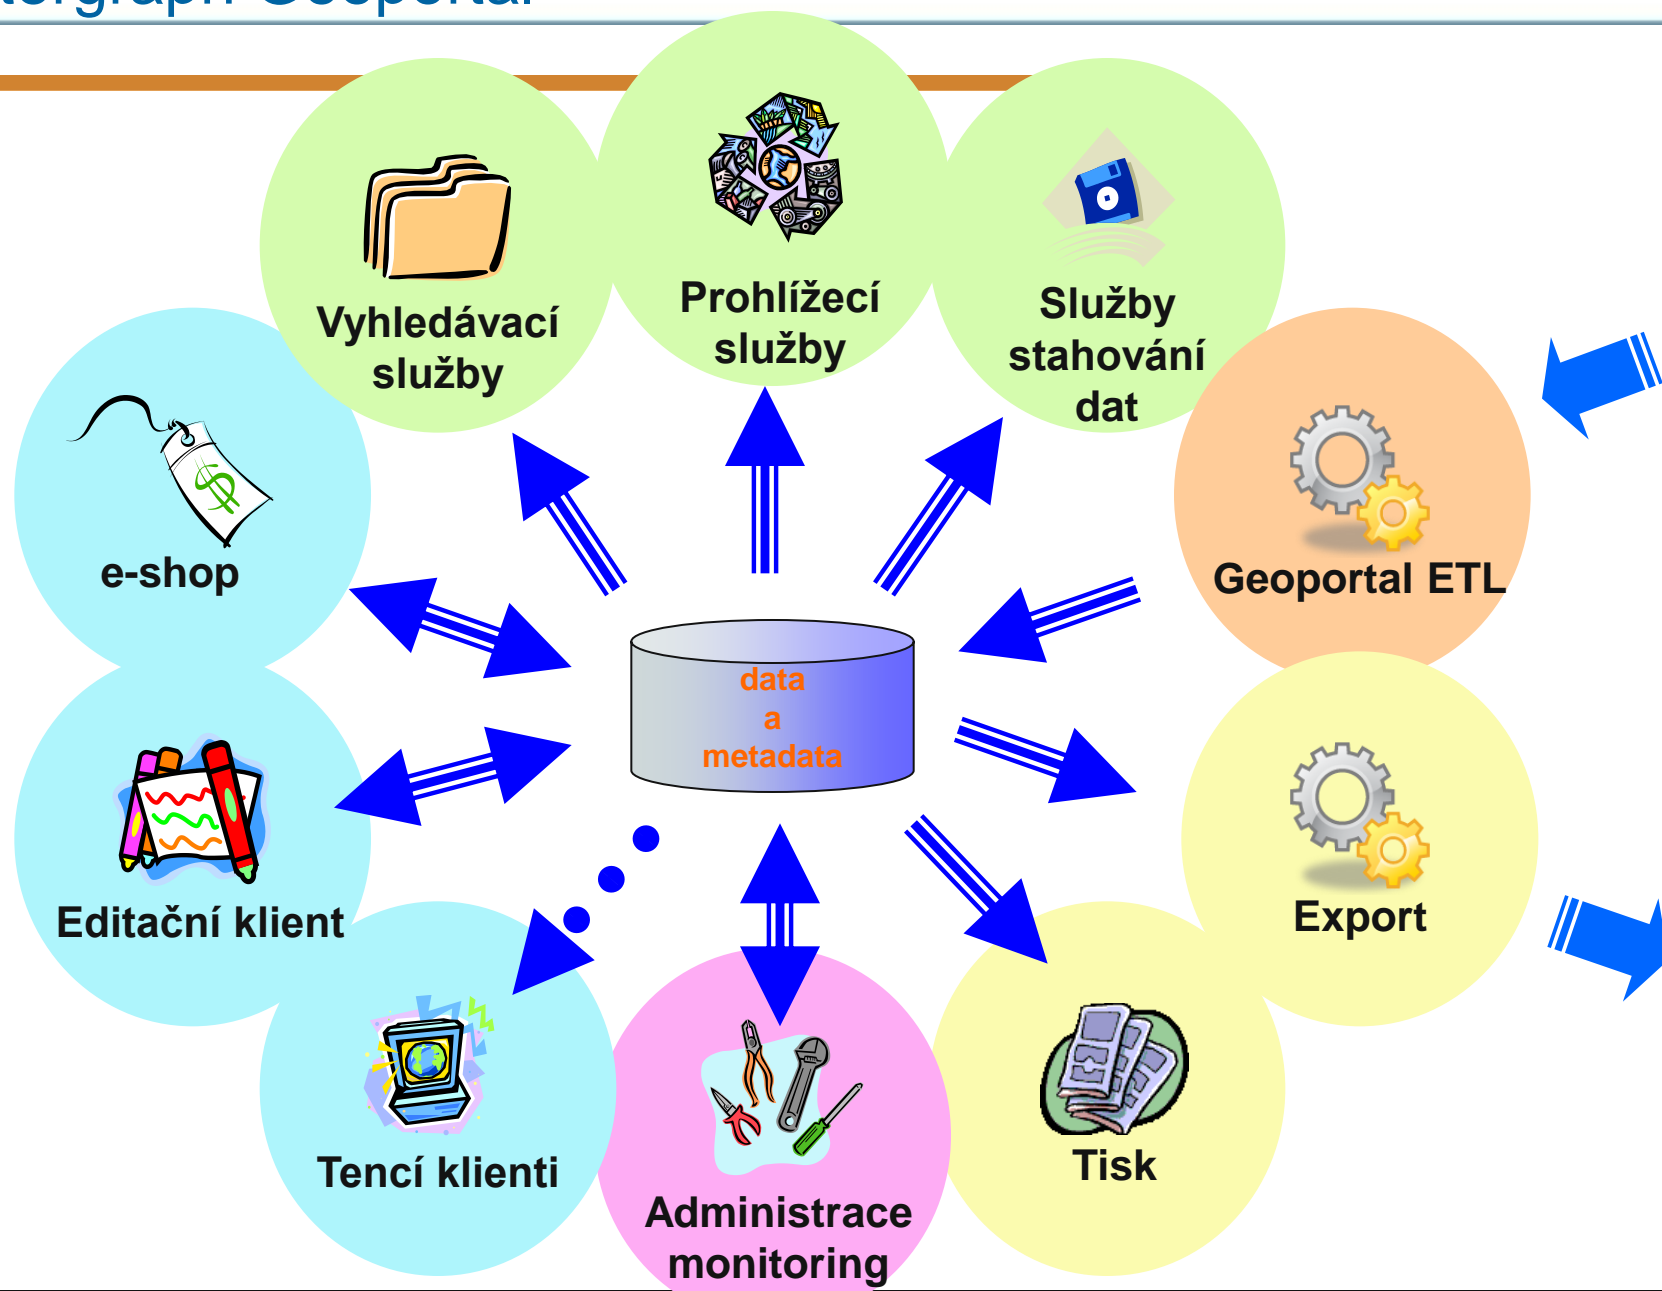 Geoportal
Vyhledávací
služby
Prohlížecí
služby
Služby
stahování
dat
e-shop
Geoportal ETL
data
a
metadata
Editační klient
Export
Tencí klienti
Tisk
Administrace
monitoring